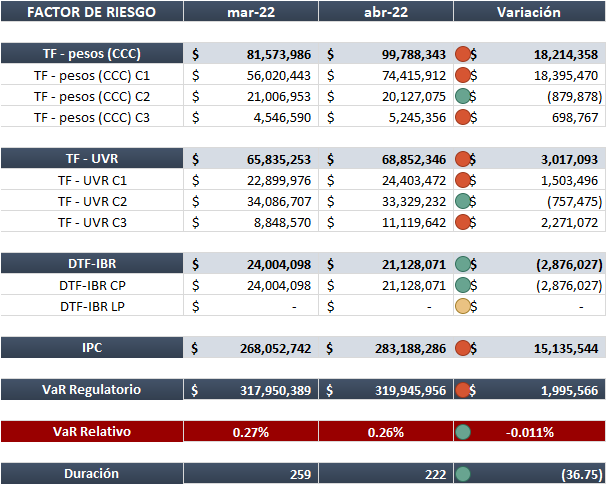 FACTOR DE RIESGO mar-22 abr-22 Variación
TF - pesos (CCC) $ 81,573,986 $ 99,788,343 $ 18,214,358
TF - pesos (CCC) C1 $ 56,020,443 $ 74,415,912 $ 18,395,470
TF - pesos (CCC) C2 $ 21,006,953 $ 20,127,075 $ (879,878)
TF - pesos (CCC) C3 $ 4,546,590 $ 5,245,356 $ 698,767
TF - UVR $ 65,835,253 $ 68,852,346 $ 3,017,093
TF - UVR C1 $ 22,899,976 $ 24,403,472 $ 1,503,496
TF - UVR C2 $ 34,086,707 $ 33,329,232 $ (757,475)
TF - UVR C3 $ 8,848,570 $ 11,119,642 $ 2,271,072
DTF-IBR $ 24,004,098 $ 21,128,071 $ (2,876,027)
DTF-IBR CP $ 24,004,098 $ 21,128,071 $ (2,876,027)
DTF-IBR LP $ - $ - $ -
IPC $ 268,052,742 $ 283,188,286 $ 15,135,544
VaR Regulatorio $ 317,950,389 $ 319,945,956 $ 1,995,566
VaR Relativo 0.27% 0.26% -0.011%
Duración 259 222 (36.75)